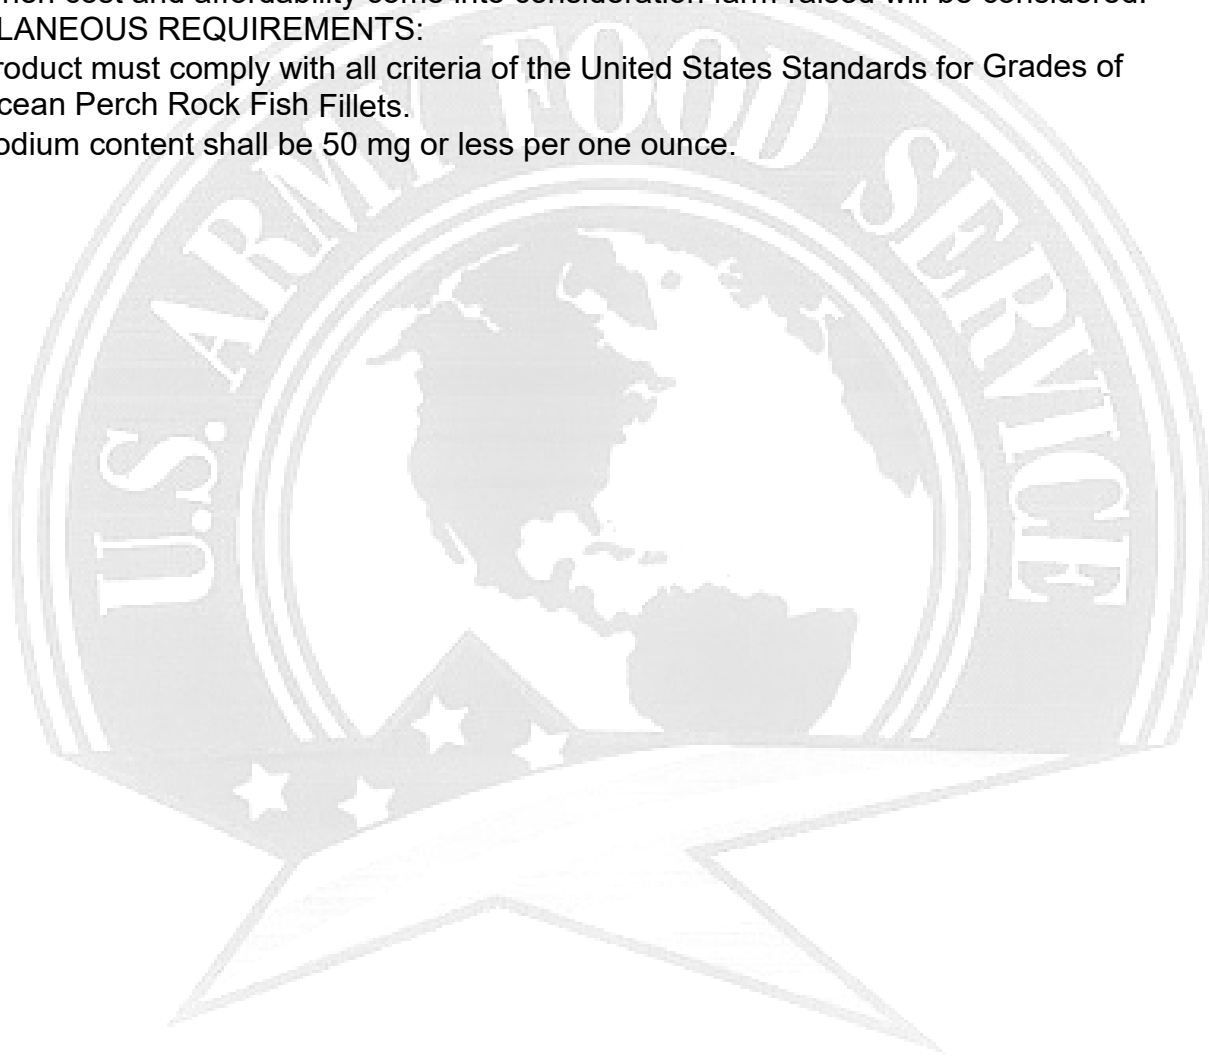 hen cost and affordability come into consideration farm raised will be considered.
LANEOUS REQUIREMENTS:
roduct must comply with all criteria of the United States Standards for Grades of
cean Perch Rock Fish Fillets.
odium content shall be 50 mg or less per one ounce.
U.S. ARMY FOOD SERVICE